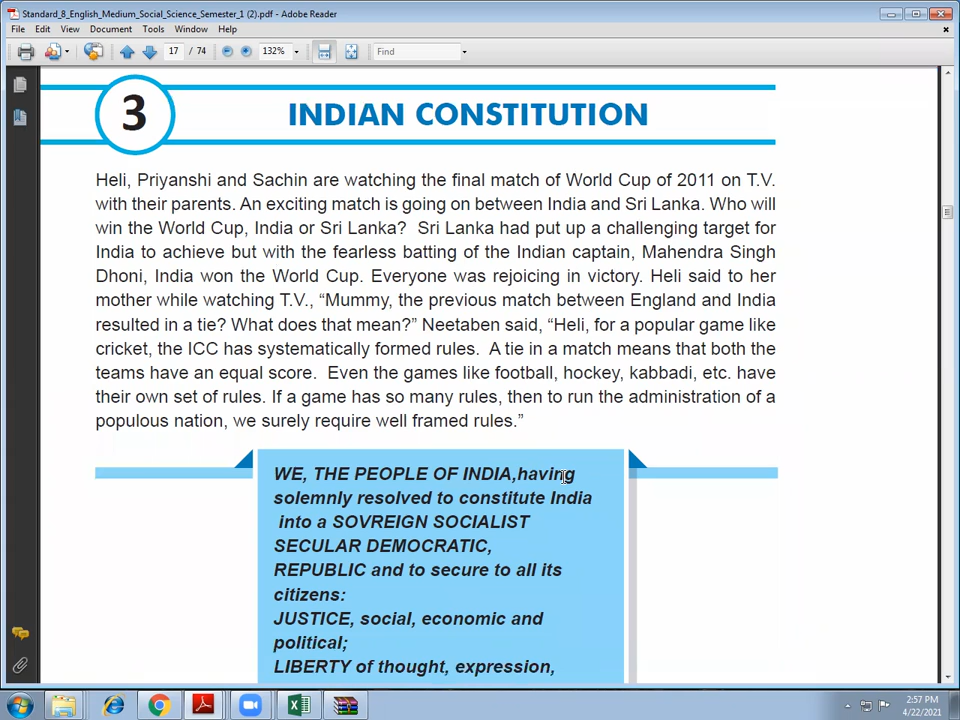 Standard_8_English_Medium_Social_Science_Semester_1 (2).pdf - Adobe Reader
File Edit View Document Tools Window Help
17 / 74 132% Find
3 INDIAN CONSTITUTION
Heli, Priyanshi and Sachin are watching the final match of World Cup of 2011 on T.V.
with their parents. An exciting match is going on between India and Sri Lanka. Who will
win the World Cup, India or Sri Lanka? Sri Lanka had put up a challenging target for
India to achieve but with the fearless batting of the Indian captain, Mahendra Singh
Dhoni, India won the World Cup. Everyone was rejoicing in victory. Heli said to her
mother while watching T.V., “Mummy, the previous match between England and India
resulted in a tie? What does that mean?” Neetaben said, “Heli, for a popular game like
cricket, the ICC has systematically formed rules. A tie in a match means that both the
teams have an equal score. Even the games like football, hockey, kabbadi, etc. have
their own set of rules. If a game has so many rules, then to run the administration of a
populous nation, we surely require well framed rules.”
WE, THE PEOPLE OF INDIA,having
solemnly resolved to constitute India
into a SOVREIGN SOCIALIST
SECULAR DEMOCRATIC,
REPUBLIC and to secure to all its
citizens:
JUSTICE, social, economic and
political;
LIBERTY of thought, expression,
2:57 PM
4/22/2021